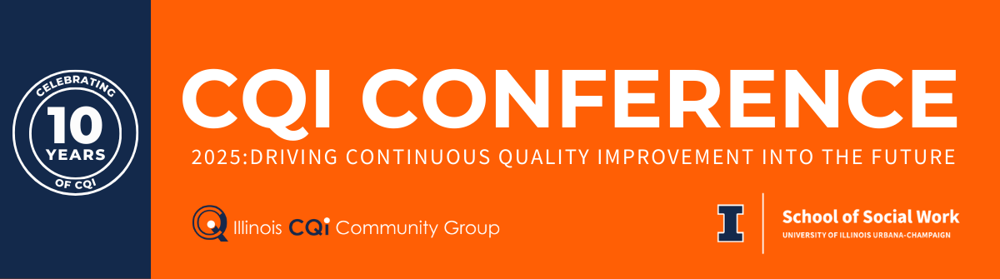 CELEBRATING
10
YEARS
OF CQI
CQI CONFERENCE
2025:DRIVING CONTINUOUS QUALITY IMPROVEMENT INTO THE FUTURE
Illinois CQi Community Group
I
School of Social Work
UNIVERSITY OF ILLINOIS URBANA-CHAMPAIGN